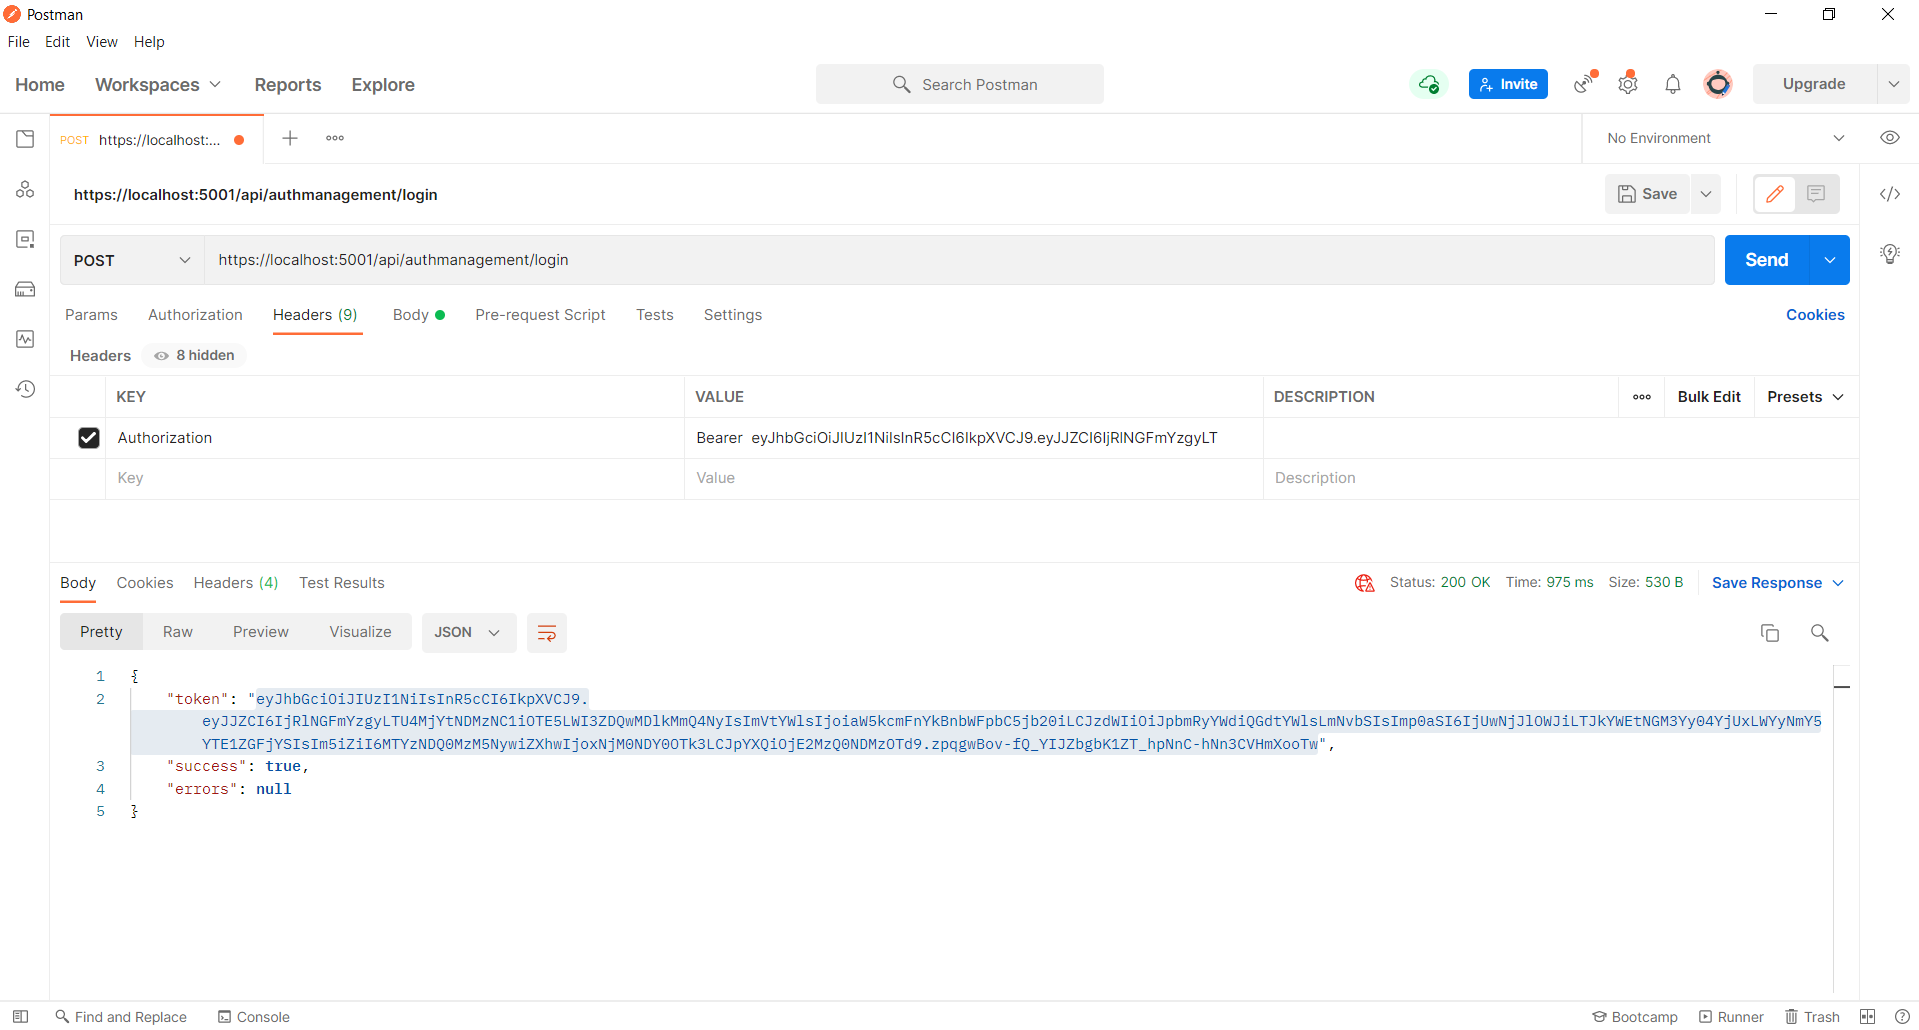 Postman
File Edit View Help
Home Workspaces Reports Explore Search Postman Invite Upgrade
POST https://localhost:... No Environment
https://localhost:5001/api/authmanagement/login Save
POST https://localhost:5001/api/authmanagement/login Send
Params Authorization Headers (9) Body Pre-request Script Tests Settings Cookies
Headers 8 hidden
KEY VALUE DESCRIPTION Bulk Edit Presets
Authorization Bearer eyJhbGciOiJIUzI1NiIsInR5cCI6IkpXVCJ9.eyJJZCI6IjRlNGFmYzgyLT
Key Value Description
Body Cookies Headers (4) Test Results Status: 200 OK Time: 975 ms Size: 530 B Save Response
Pretty Raw Preview Visualize JSON
1 {
2 "token": "eyJhbGciOiJIUzI1NiIsInR5cCI6IkpXVCJ9.
eyJJZCI6IjRlNGFmYzgyLTU4MjYtNDMzNC1iOTE5LWI3ZDQwMDlkMmQ4NyIsImVtYWlsIjoiaW5kcmFnYkBnbWFpbC5jb20iLCJzdWIiOiJpbmRyYWdiQGdtYWlsLmNvbSIsImp0aSI6IjUwNjJlOWJiLTJkYWEtNGM3Yy04YjUxLWYyNmY5
YTE1ZGFjYSIsIm5iZiI6MTYzNDQ0MzM5NywiZXhwIjoxNjM0NDY0OTk3LCJpYXQiOjE2MzQ0NDMzOTd9.zpqgwBov-fQ_YIJZbgbK1ZT_hpNnC-hNn3CVHmXooTw",
3 "success": true,
4 "errors": null
5 }
Find and Replace Console Bootcamp Runner Trash